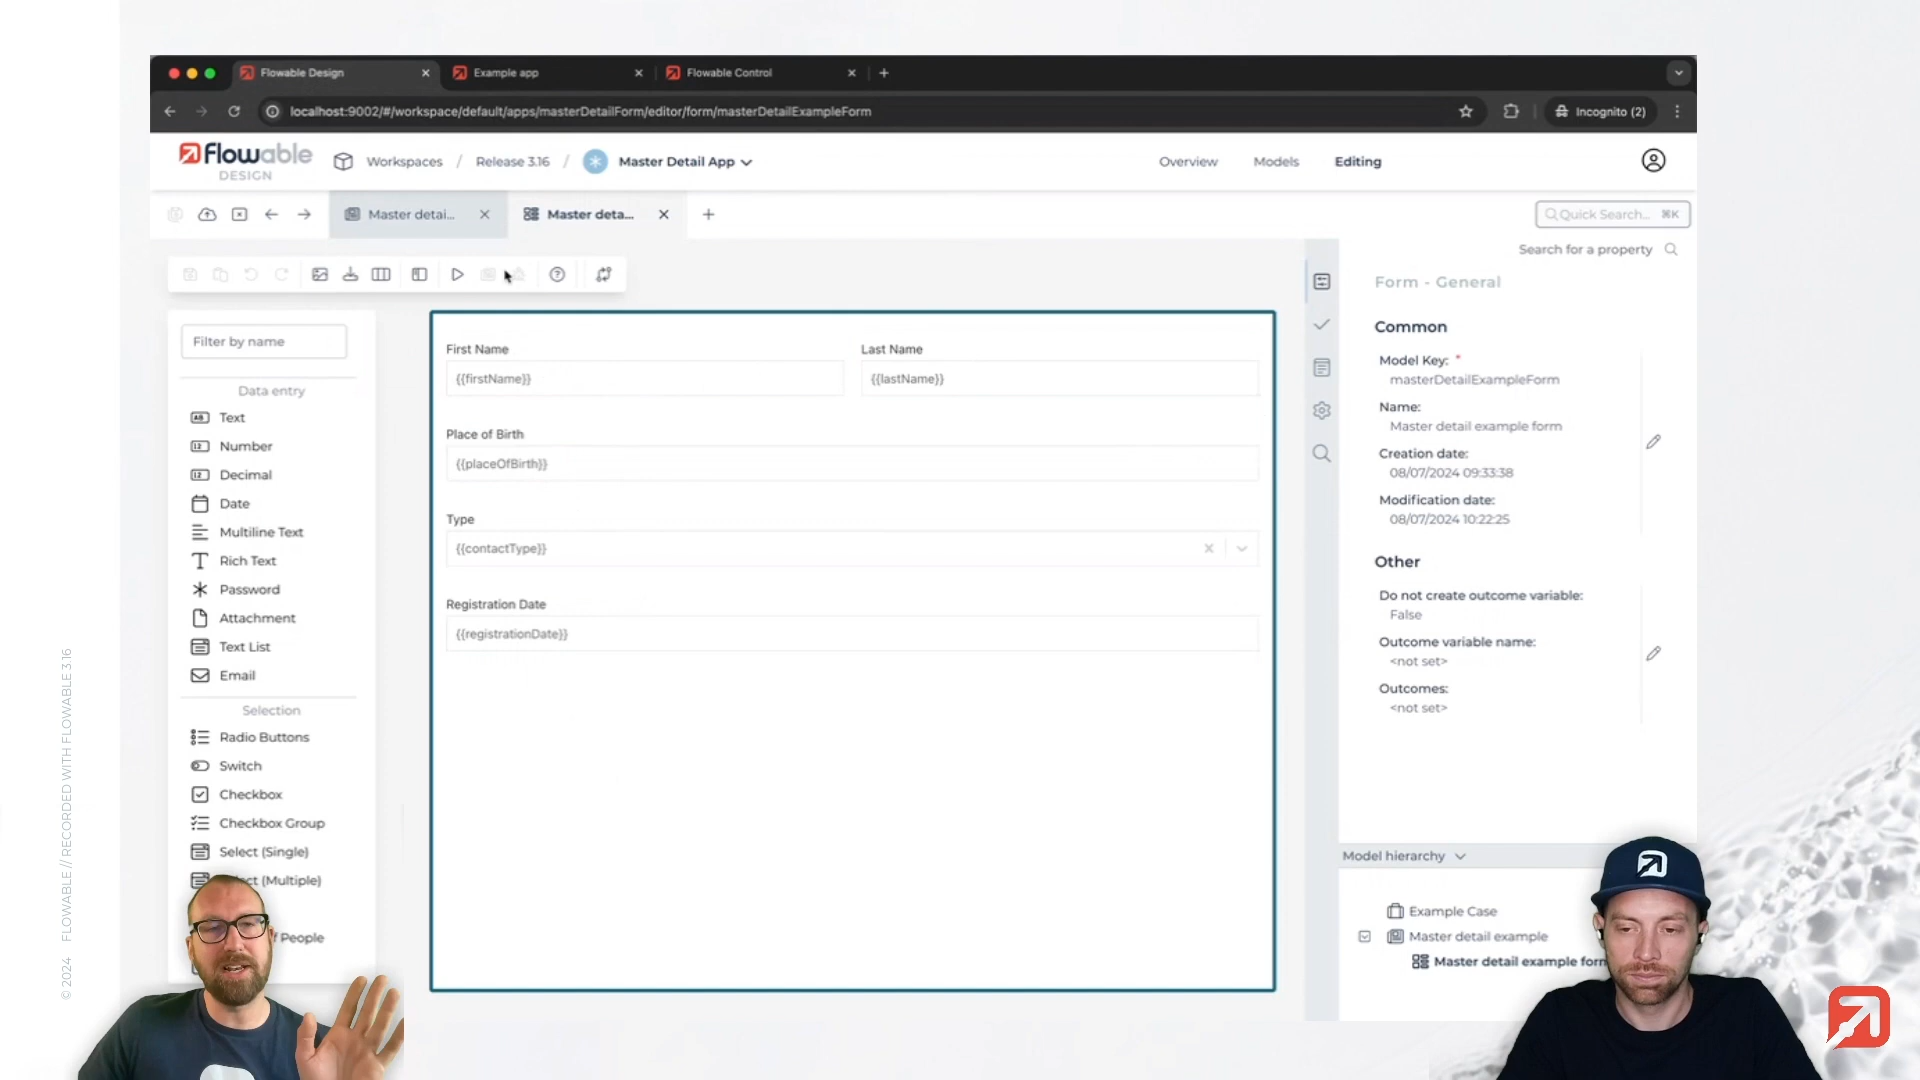 Flowable Design
Example app
Flowable Control
localhost:9002/#/workspace/default/apps/masterDetailForm/editor/form/masterDetailExampleForm
Incognito (2)
flowable
DESIGN
Workspaces / Release 3.16 / Master Detail App
Overview
Models
Editing
Master detai...
Master deta...
Quick Search... ⌘K
Search for a property
Filter by name
Data entry
Text
Number
Decimal
Date
Multiline Text
Rich Text
Password
Attachment
Text List
Email
Selection
Radio Buttons
Switch
Checkbox
Checkbox Group
Select (Single)
(Multiple)
People
First Name
{{firstName}}
Last Name
{{lastName}}
Place of Birth
{{placeOfBirth}}
Type
{{contactType}}
Registration Date
{{registrationDate}}
Form - General
Common
Model Key: *
masterDetailExampleForm
Name:
Master detail example form
Creation date:
08/07/2024 09:33:38
Modification date:
08/07/2024 10:22:25
Other
Do not create outcome variable:
False
Outcome variable name:
<not set>
Outcomes:
<not set>
Model hierarchy
Example Case
Master detail example
Master detail example form
© 2024 FLOWABLE // RECORDED WITH FLOWABLE 3.16